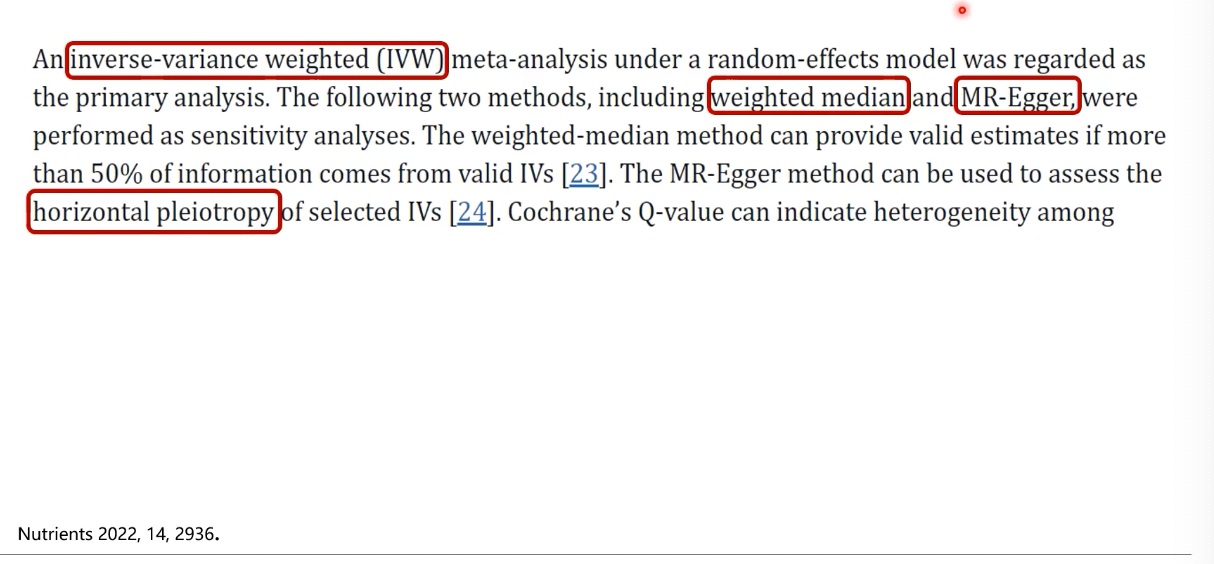 An inverse-variance weighted (IVW) meta-analysis under a random-effects model was regarded as
the primary analysis. The following two methods, including weighted median and MR-Egger, were
performed as sensitivity analyses. The weighted-median method can provide valid estimates if more
than 50% of information comes from valid IVs [23]. The MR-Egger method can be used to assess the
horizontal pleiotropy of selected IVs [24]. Cochrane’s Q-value can indicate heterogeneity among
Nutrients 2022, 14, 2936.